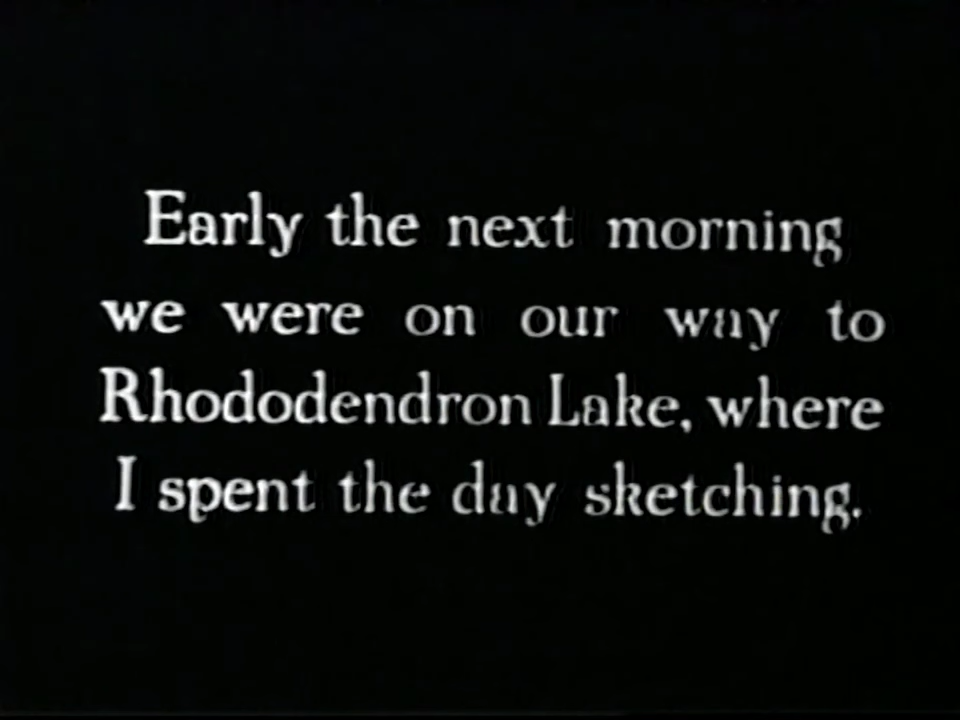 Early the next morning
we were on our way to
Rhododendron Lake, where
I spent the day sketching.